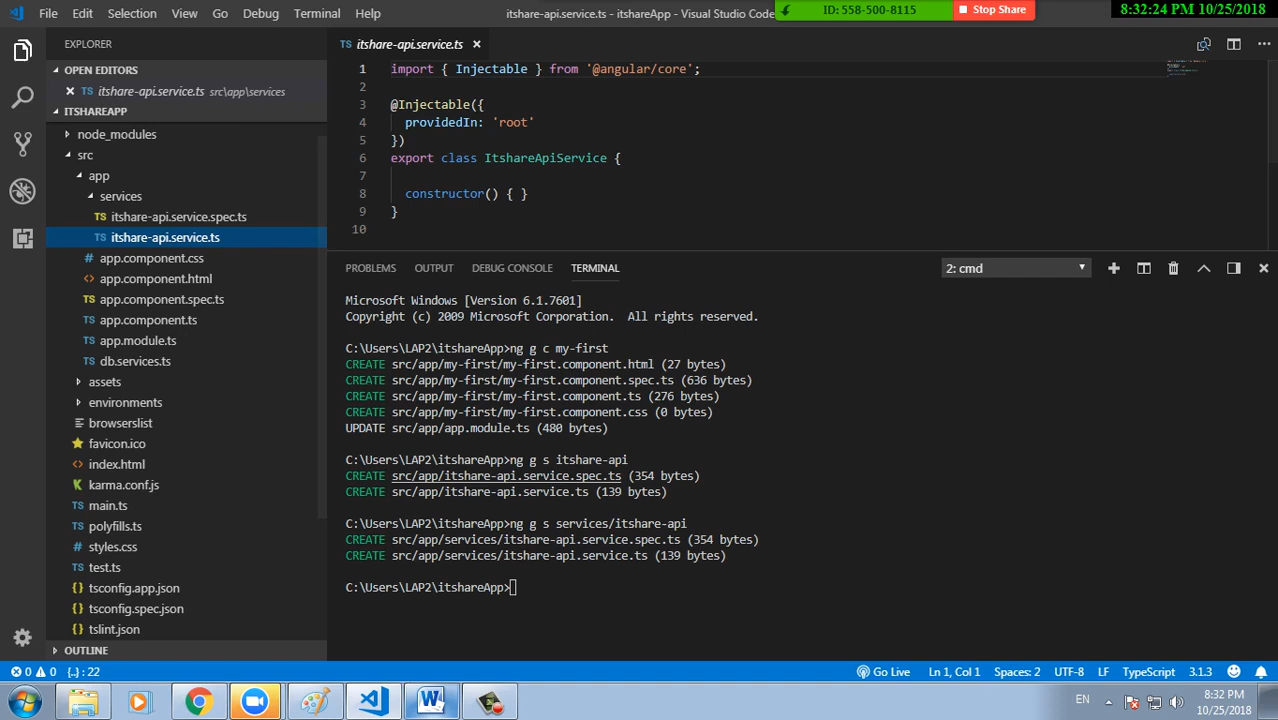 File Edit Selection View Go Debug Terminal Help
itshare-api.service.ts - itshareApp - Visual Studio Code
ID: 558-500-8115
Stop Share
8:32:24 PM 10/25/2018
EXPLORER
OPEN EDITORS
itshare-api.service.ts src\app\services
ITSHAREAPP
node_modules
src
app
services
TS itshare-api.service.spec.ts
TS itshare-api.service.ts
# app.component.css
<> app.component.html
TS app.component.spec.ts
TS app.component.ts
TS app.module.ts
TS db.services.ts
assets
environments
browserslist
favicon.ico
<> index.html
karma.conf.js
TS main.ts
TS polyfills.ts
# styles.css
TS test.ts
{} tsconfig.app.json
{} tsconfig.spec.json
{} tslint.json
OUTLINE
TS itshare-api.service.ts
1 import { Injectable } from '@angular/core';
2
3 @Injectable({
4 providedIn: 'root'
5 })
6 export class ItshareApiService {
7
8 constructor() { }
9 }
10
PROBLEMS OUTPUT DEBUG CONSOLE TERMINAL
2: cmd
Microsoft Windows [Version 6.1.7601]
Copyright (c) 2009 Microsoft Corporation. All rights reserved.
C:\Users\LAP2\itshareApp>ng g c my-first
CREATE src/app/my-first/my-first.component.html (27 bytes)
CREATE src/app/my-first/my-first.component.spec.ts (636 bytes)
CREATE src/app/my-first/my-first.component.ts (276 bytes)
CREATE src/app/my-first/my-first.component.css (0 bytes)
UPDATE src/app/app.module.ts (480 bytes)
C:\Users\LAP2\itshareApp>ng g s itshare-api
CREATE src/app/itshare-api.service.spec.ts (354 bytes)
CREATE src/app/itshare-api.service.ts (139 bytes)
C:\Users\LAP2\itshareApp>ng g s services/itshare-api
CREATE src/app/services/itshare-api.service.spec.ts (354 bytes)
CREATE src/app/services/itshare-api.service.ts (139 bytes)
C:\Users\LAP2\itshareApp>
0 0 {..} : 22
Go Live Ln 1, Col 1 Spaces: 2 UTF-8 LF TypeScript 3.1.3
EN
8:32 PM
10/25/2018